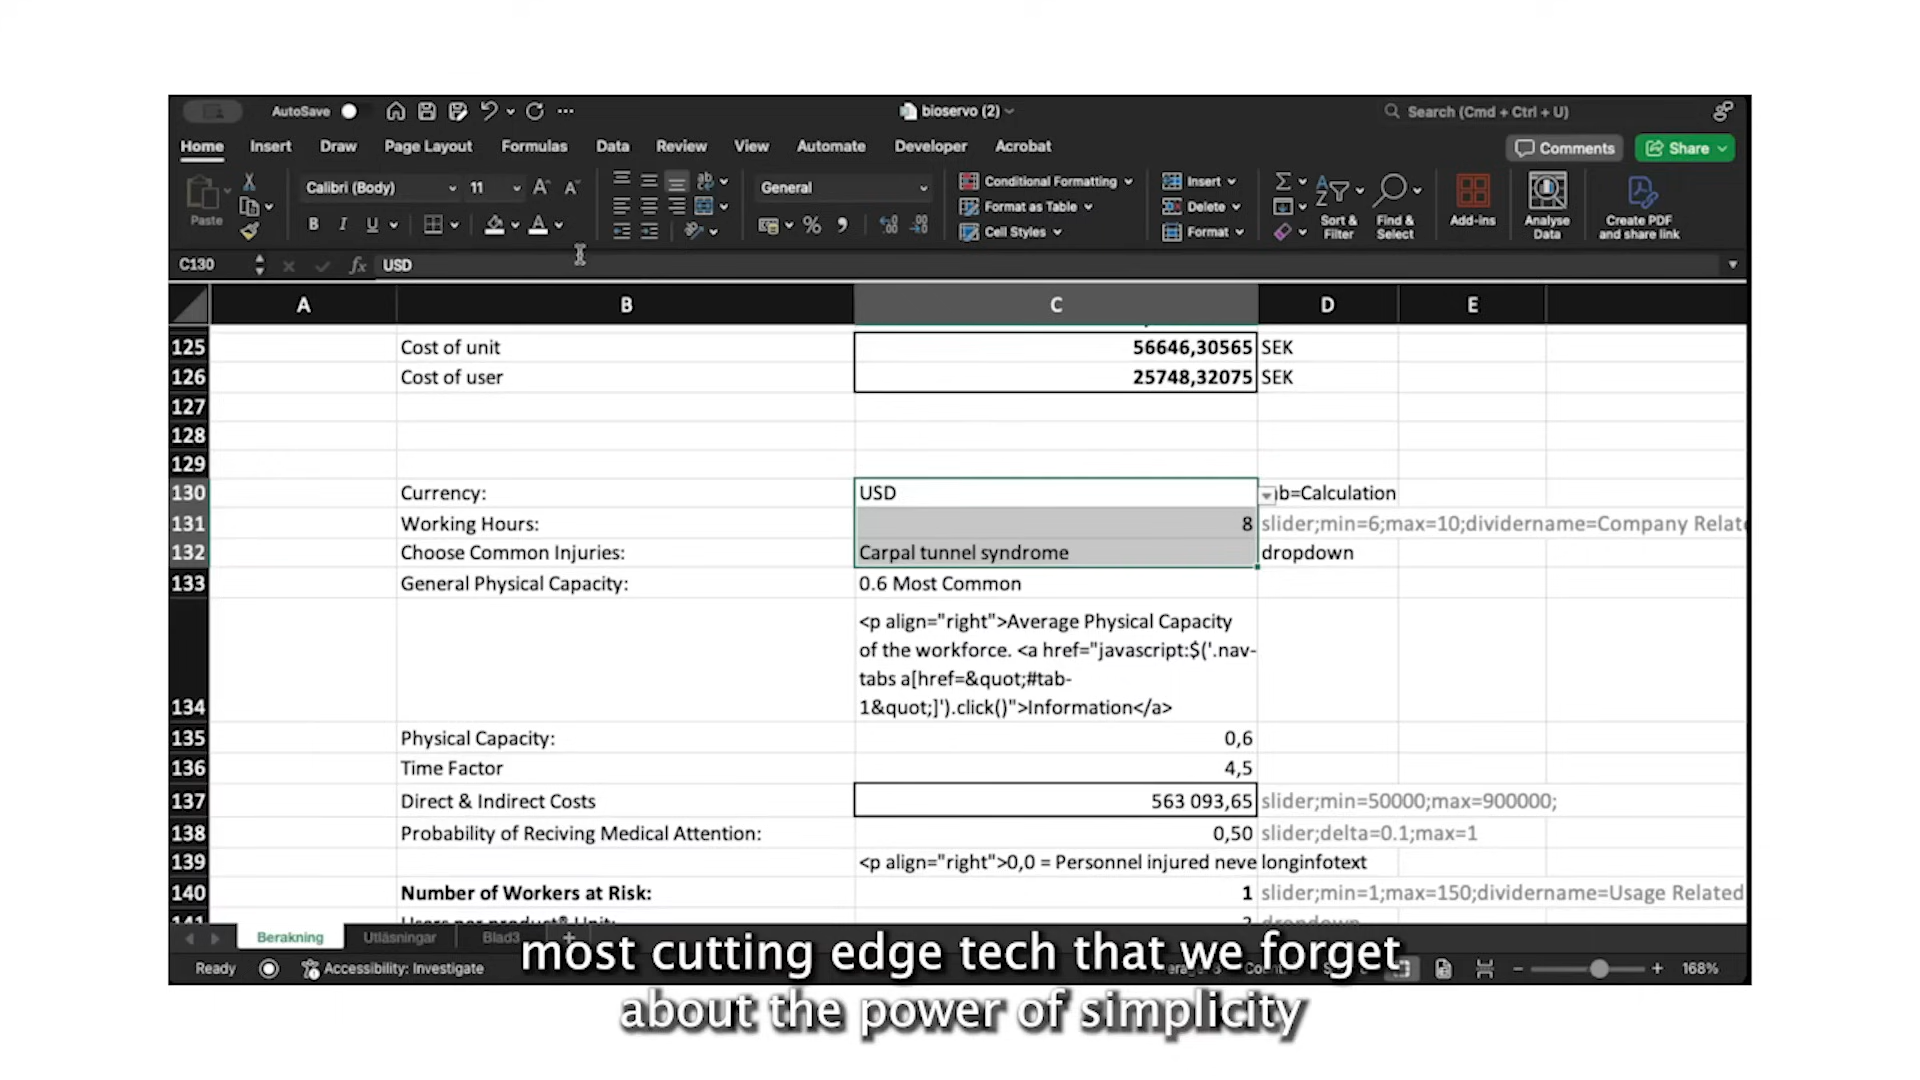 AutoSave
bioservo (2)
Search (Cmd + Ctrl + U)
Home Insert Draw Page Layout Formulas Data Review View Automate Developer Acrobat
Comments Share
Paste
Calibri (Body) 11
General
Conditional Formatting
Format as Table
Cell Styles
Insert
Delete
Format
Sort & Filter
Find & Select
Add-ins
Analyse Data
Create PDF and share link
C130 fx USD
A B C D E
125 Cost of unit 56646,30565 SEK
126 Cost of user 25748,32075 SEK
127
128
129
130 Currency: USD b=Calculation
131 Working Hours: 8 slider;min=6;max=10;dividername=Company Relate
132 Choose Common Injuries: Carpal tunnel syndrome dropdown
133 General Physical Capacity: 0.6 Most Common
<p align="right">Average Physical Capacity
of the workforce. <a href="javascript:$('.nav-
tabs a[href=&quot;#tab-
134 1&quot;]').click()">Information</a>
135 Physical Capacity: 0,6
136 Time Factor 4,5
137 Direct & Indirect Costs 563 093,65 slider;min=50000;max=900000;
138 Probability of Reciving Medical Attention: 0,50 slider;delta=0.1;max=1
139 <p align="right">0,0 = Personnel injured neve longinfotext
140 Number of Workers at Risk: 1 slider;min=1;max=150;dividername=Usage Related
Berakning Utläsningar Blad3
Ready Accessibility: Investigate 168%
most cutting edge tech that we forget
about the power of simplicity